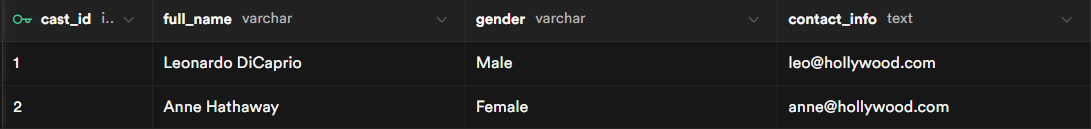 cast_id i.. full_name varchar gender varchar contact_info text
1 Leonardo DiCaprio Male leo@hollywood.com
2 Anne Hathaway Female anne@hollywood.com